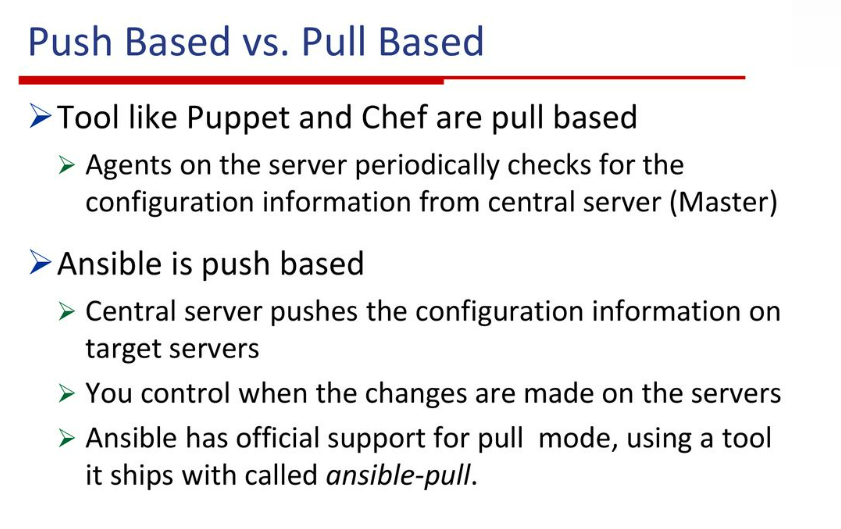 Push Based vs. Pull Based
Tool like Puppet and Chef are pull based
Agents on the server periodically checks for the
configuration information from central server (Master)
Ansible is push based
Central server pushes the configuration information on
target servers
You control when the changes are made on the servers
Ansible has official support for pull  mode, using a tool
it ships with called ansible-pull.